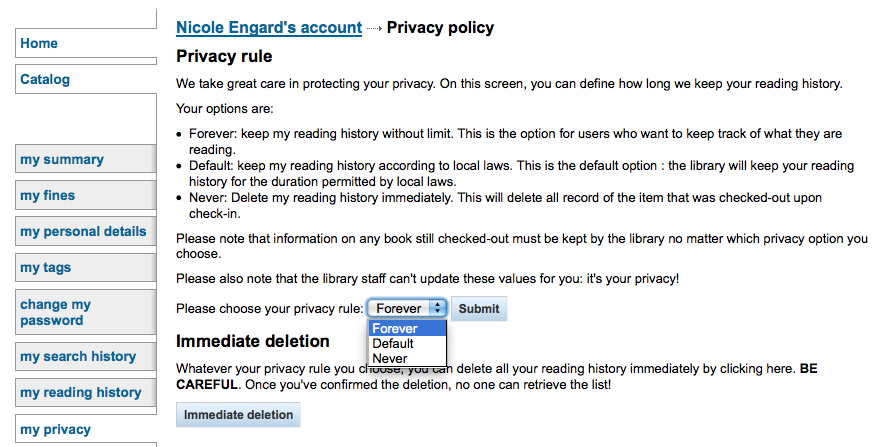 Home
Catalog
my summary
my fines
my personal details
my tags
change my
password
my search history
my reading history
my privacy
Nicole Engard's account Privacy policy
Privacy rule
We take great care in protecting your privacy. On this screen, you can define how long we keep your reading history.
Your options are:
• Forever: keep my reading history without limit. This is the option for users who want to keep track of what they are
reading.
• Default: keep my reading history according to local laws. This is the default option : the library will keep your reading
history for the duration permitted by local laws.
• Never: Delete my reading history immediately. This will delete all record of the item that was checked-out upon
check-in.
Please note that information on any book still checked-out must be kept by the library no matter which privacy option you
choose.
Please also note that the library staff can't update these values for you: it's your privacy!
Please choose your privacy rule: Forever Submit
Forever
Default
Never
Immediate deletion
Whatever your privacy rule you choose, you can delete all your reading history immediately by clicking here. BE
CAREFUL. Once you've confirmed the deletion, no one can retrieve the list!
Immediate deletion